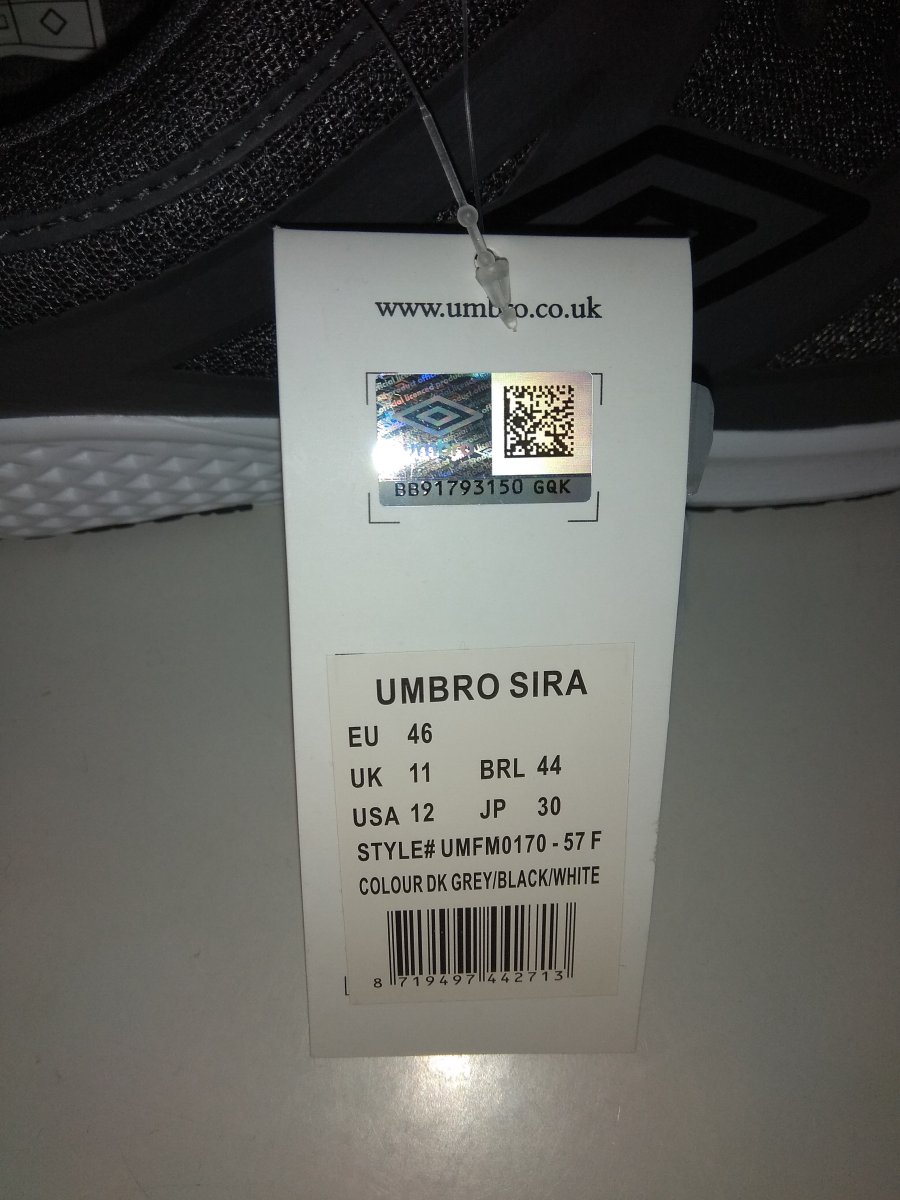 www.umbro.co.uk
umbro
BB91793150 GQK
UMBRO SIRA
EU 46
UK 11 BRL 44
USA 12 JP 30
STYLE# UMFM0170 - 57 F
COLOUR DK GREY/BLACK/WHITE
8 719497 442713